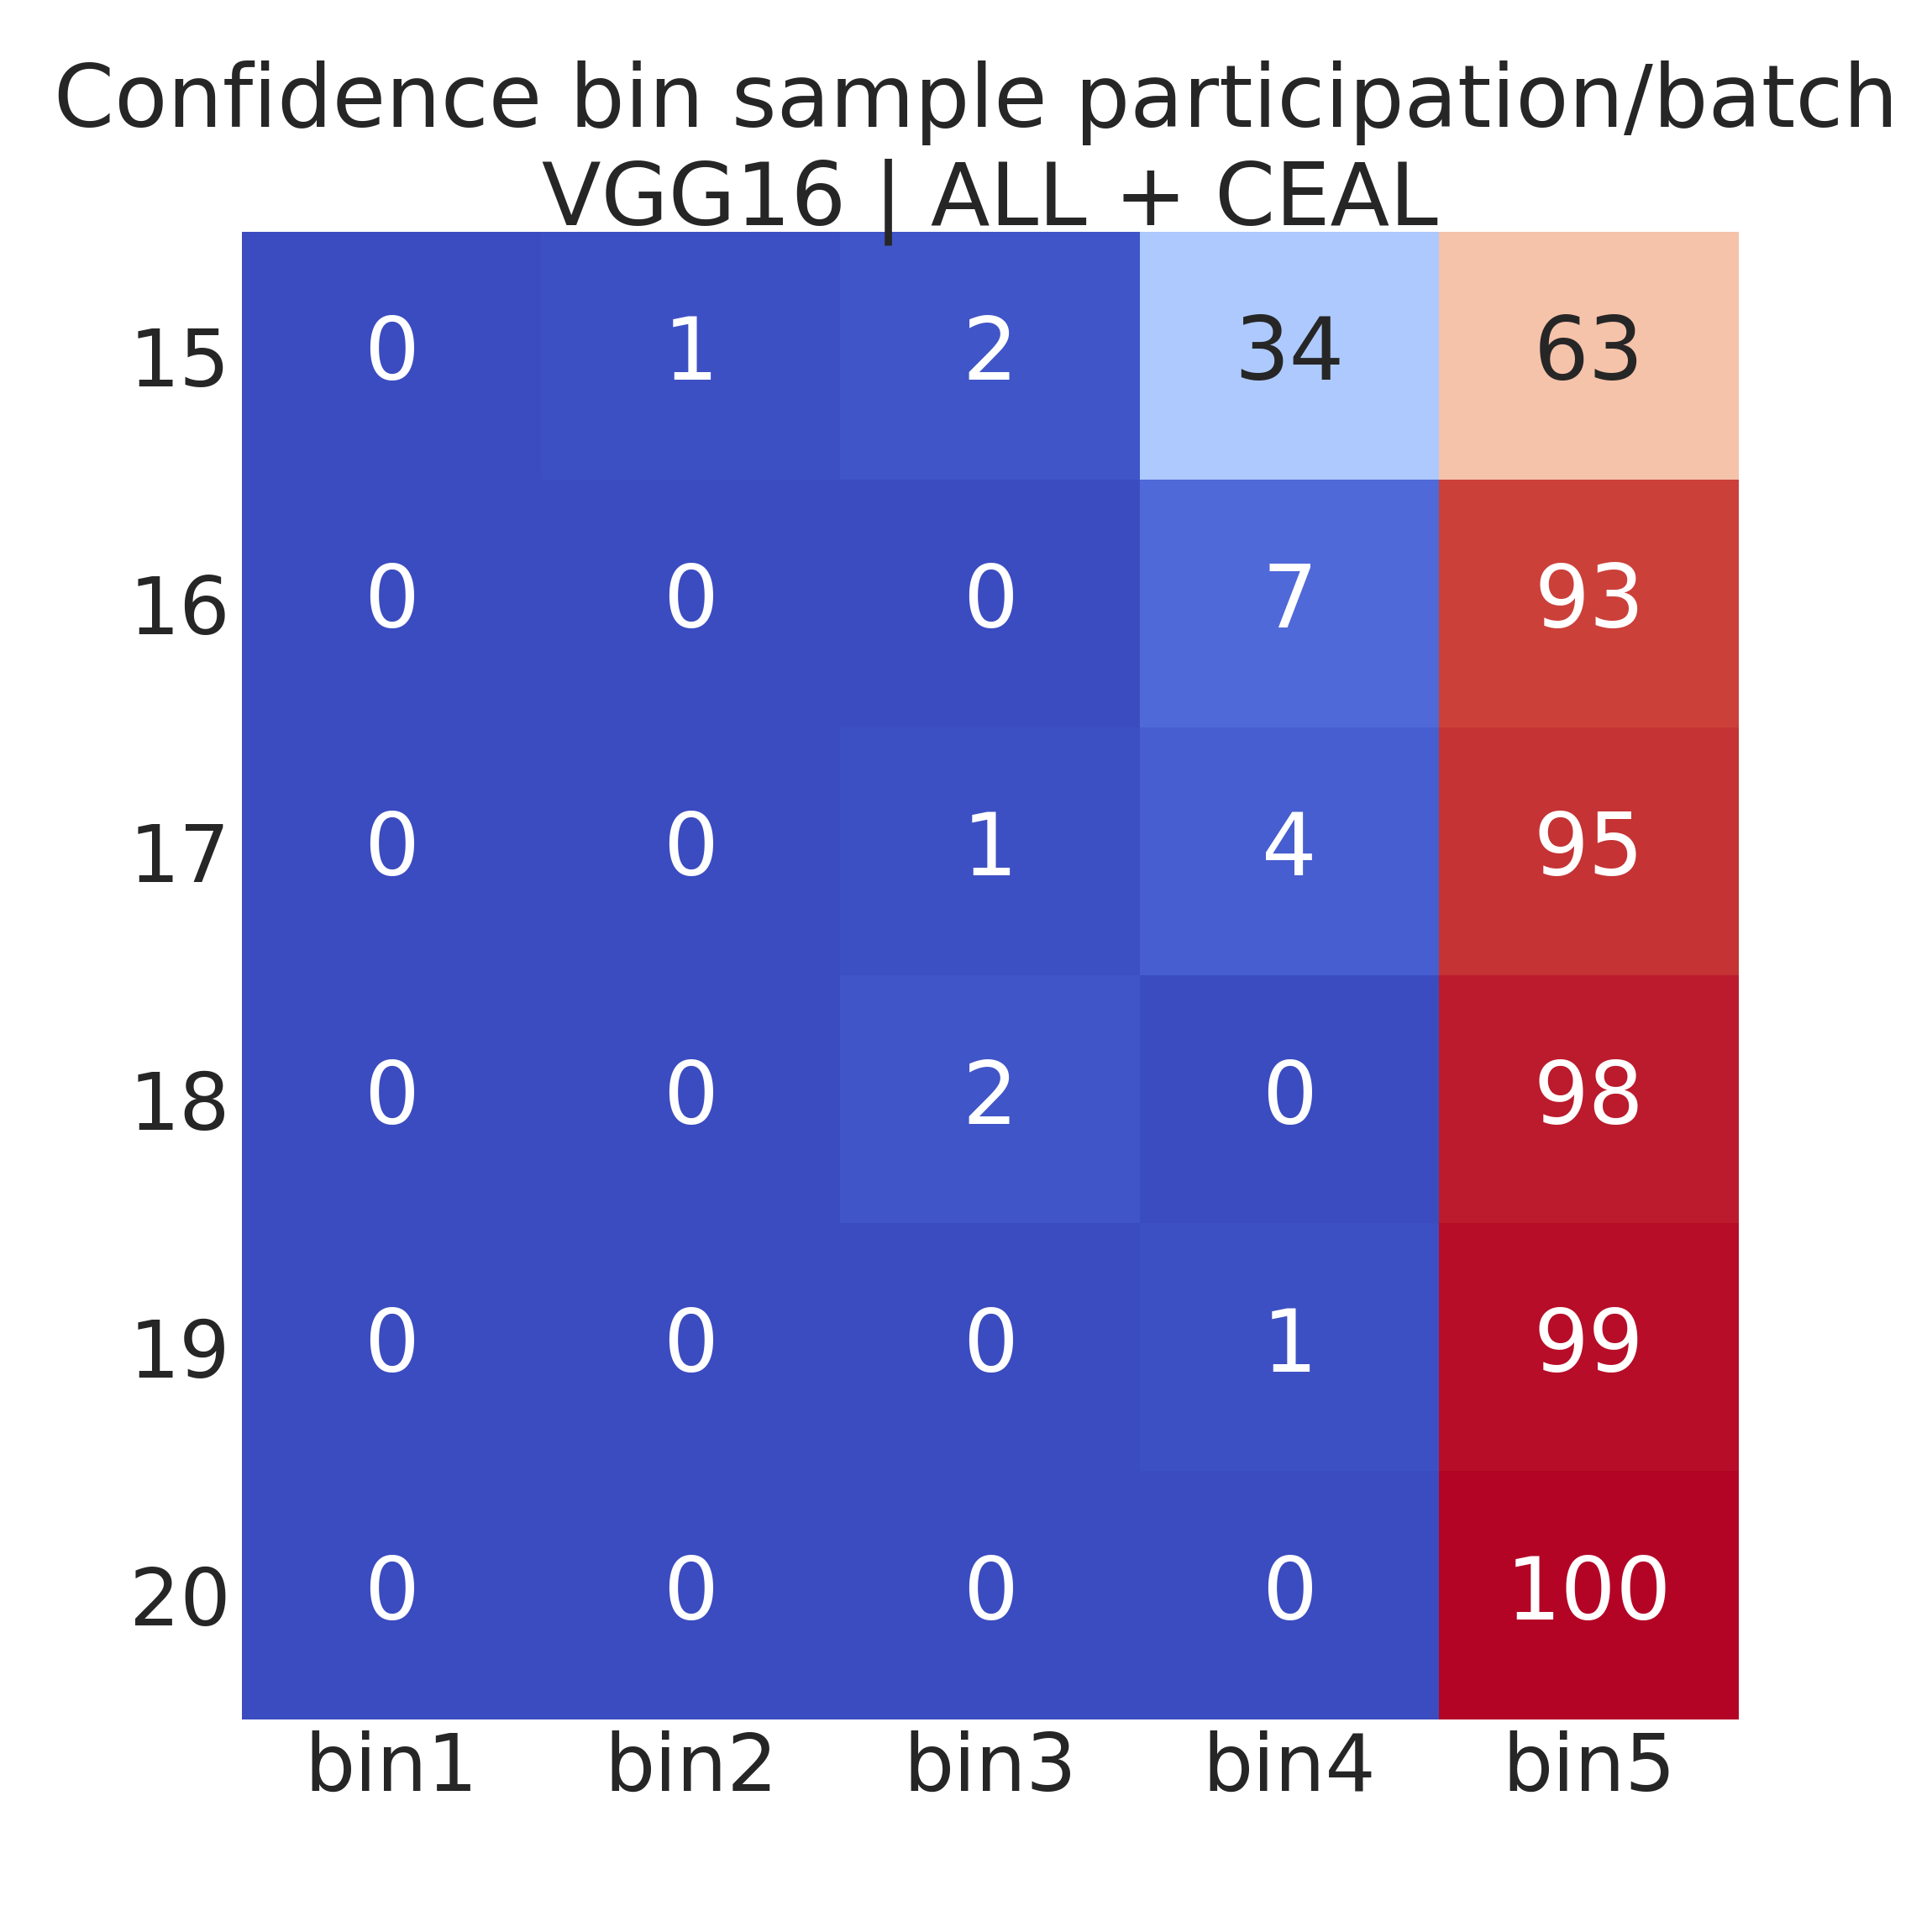 Confidence bin sample participation/batch
VGG16 | ALL + CEAL
15 0 1 2 34 63
16 0 0 0 7 93
17 0 0 1 4 95
18 0 0 2 0 98
19 0 0 0 1 99
20 0 0 0 0 100
bin1 bin2 bin3 bin4 bin5